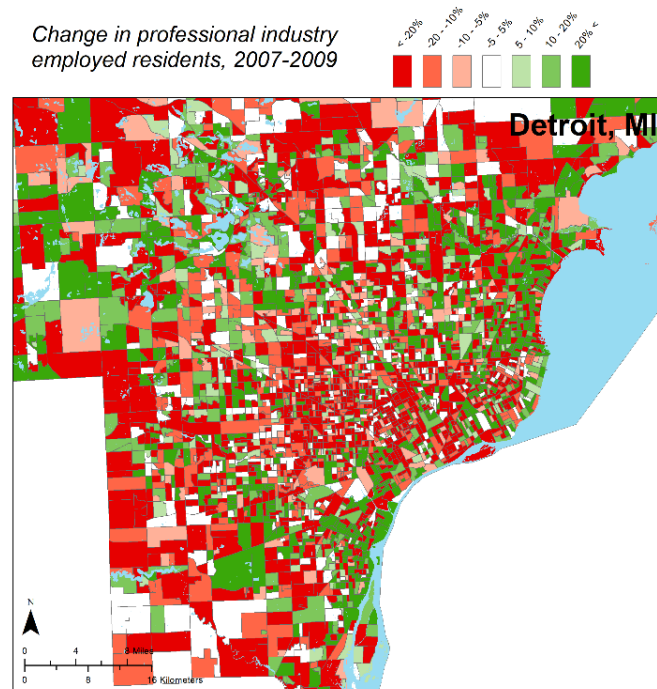 Change in professional industry
employed residents, 2007-2009
< -20%
-20 - -10%
-10 - -5%
-5 - 5%
5 - 10%
10 - 20%
20% <
Detroit, MI
N
0 4 8 Miles
0 8 16 Kilometers